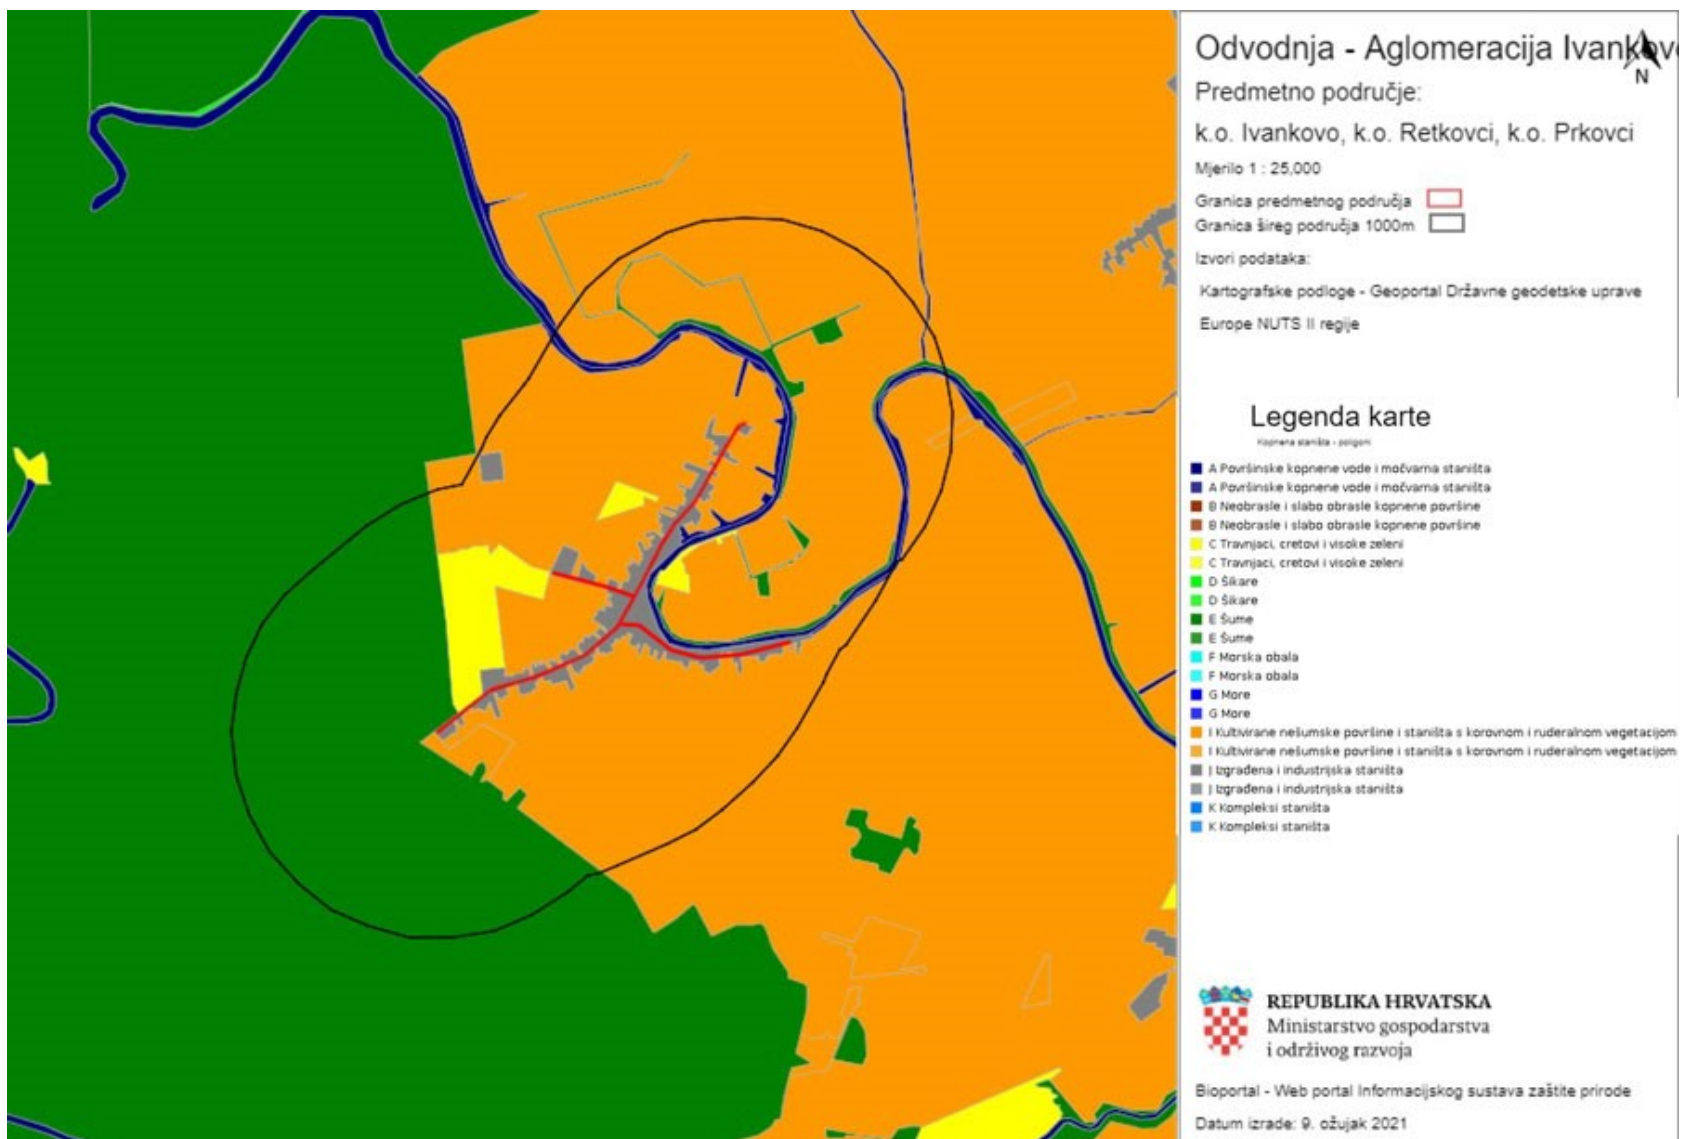 Odvodnja - Aglomeracija Ivankovo
N
Predmetno područje:
k.o. Ivankovo, k.o. Retkovci, k.o. Prkovci
Mjerilo 1 : 25,000
Granica predmetnog područja
Granica šireg područja 1000m
Izvori podataka:
Kartografske podloge - Geoportal Državne geodetske uprave
Europe NUTS II regije
Legenda karte
Kopnena staništa - poligoni
A Površinske kopnene vode i močvarna staništa
A Površinske kopnene vode i močvarna staništa
B Neobrasle i slabo obrasle kopnene površine
B Neobrasle i slabo obrasle kopnene površine
C Travnjaci, cretovi i visoke zeleni
C Travnjaci, cretovi i visoke zeleni
D Šikare
D Šikare
E Šume
E Šume
F Morska obala
F Morska obala
G More
G More
I Kultivirane nešumske površine i staništa s korovnom i ruderalnom vegetacijom
I Kultivirane nešumske površine i staništa s korovnom i ruderalnom vegetacijom
J Izgrađena i industrijska staništa
J Izgrađena i industrijska staništa
K Kompleksi staništa
K Kompleksi staništa
REPUBLIKA HRVATSKA
Ministarstvo gospodarstva
i održivog razvoja
Bioportal - Web portal Informacijskog sustava zaštite prirode
Datum izrade: 9. ožujak 2021